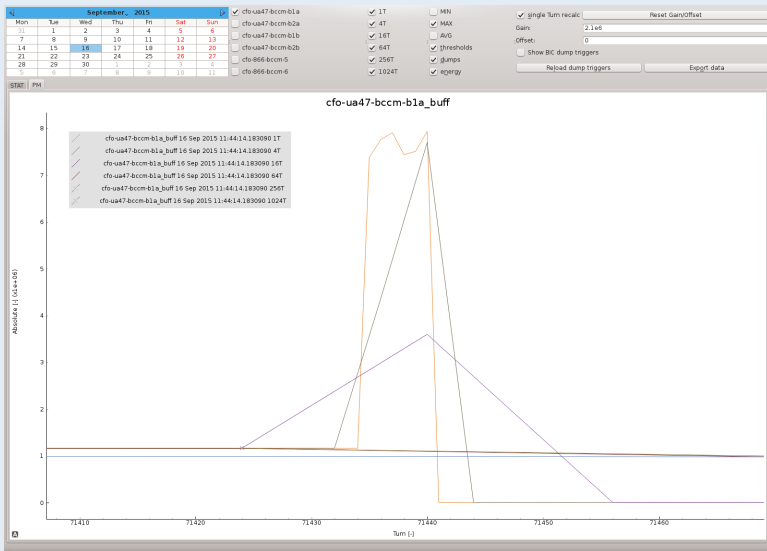 September, 2015
Mon Tue Wed Thu Fri Sat Sun
31 1 2 3 4 5 6
7 8 9 10 11 12 13
14 15 16 17 18 19 20
21 22 23 24 25 26 27
28 29 30 1 2 3 4
5 6 7 8 9 10 11
cfo-ua47-bccm-b1a
cfo-ua47-bccm-b2a
cfo-ua47-bccm-b1b
cfo-ua47-bccm-b2b
cfo-866-bccm-5
cfo-866-bccm-6
1T
4T
16T
64T
256T
1024T
MIN
MAX
AVG
thresholds
dumps
energy
single Turn recalc
Reset Gain/Offset
Gain:
2.1e6
Offset:
0
Show BIC dump triggers
Reload dump triggers
Export data
STAT PM
cfo-ua47-bccm-b1a_buff
cfo-ua47-bccm-b1a_buff 16 Sep 2015 11:44:14.183090 1T
cfo-ua47-bccm-b1a_buff 16 Sep 2015 11:44:14.183090 4T
cfo-ua47-bccm-b1a_buff 16 Sep 2015 11:44:14.183090 16T
cfo-ua47-bccm-b1a_buff 16 Sep 2015 11:44:14.183090 64T
cfo-ua47-bccm-b1a_buff 16 Sep 2015 11:44:14.183090 256T
cfo-ua47-bccm-b1a_buff 16 Sep 2015 11:44:14.183090 1024T
Absolute [-] (x1e+06)
8
7
6
5
4
3
2
1
0
71410 71420 71430 71440 71450 71460
Turn [-]
A